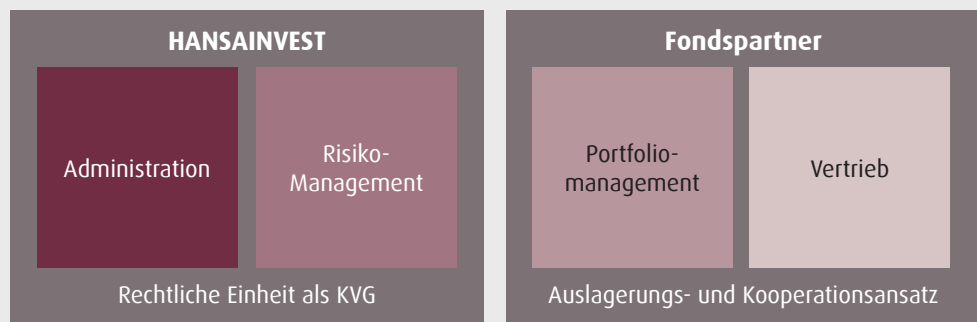 HANSAINVEST
Administration
Risiko-
Management
Rechtliche Einheit als KVG
Fondspartner
Portfolio-
management
Vertrieb
Auslagerungs- und Kooperationsansatz